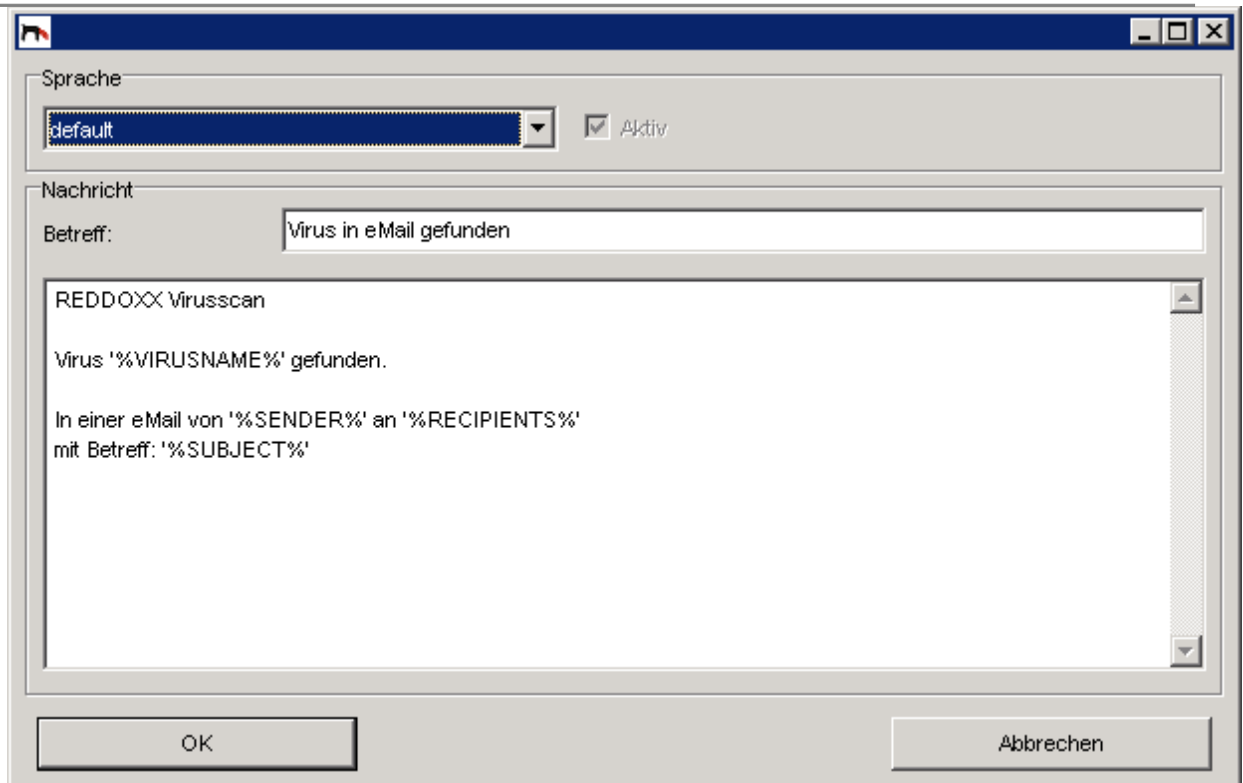 Sprache
default
Aktiv
Nachricht
Betreff:
Virus in eMail gefunden
REDDOXX Virusscan
Virus '%VIRUSNAME%' gefunden.
In einer eMail von '%SENDER%' an '%RECIPIENTS%'
mit Betreff: '%SUBJECT%'
OK
Abbrechen